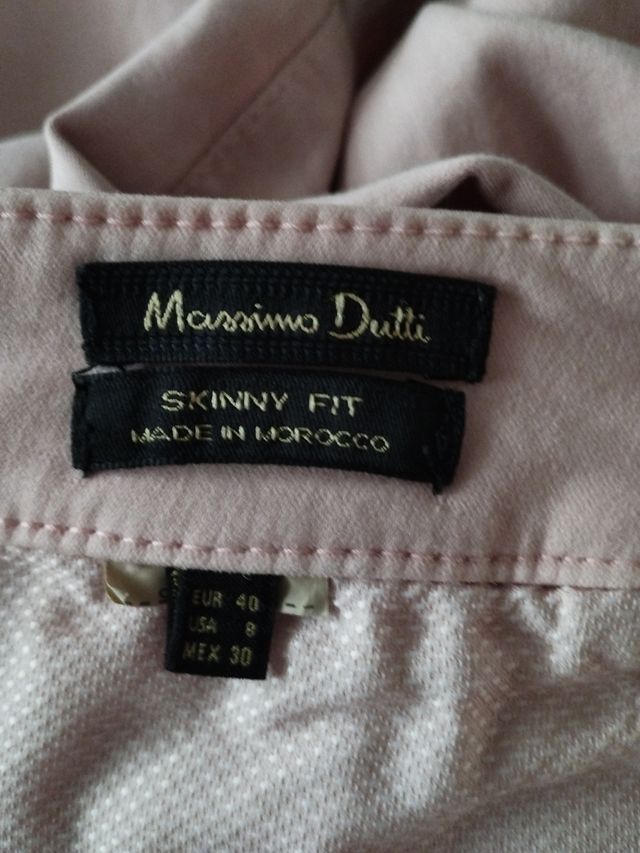 Massimo Dutti
SKINNY FIT
MADE IN MOROCCO
EUR 40
USA 8
MEX 30